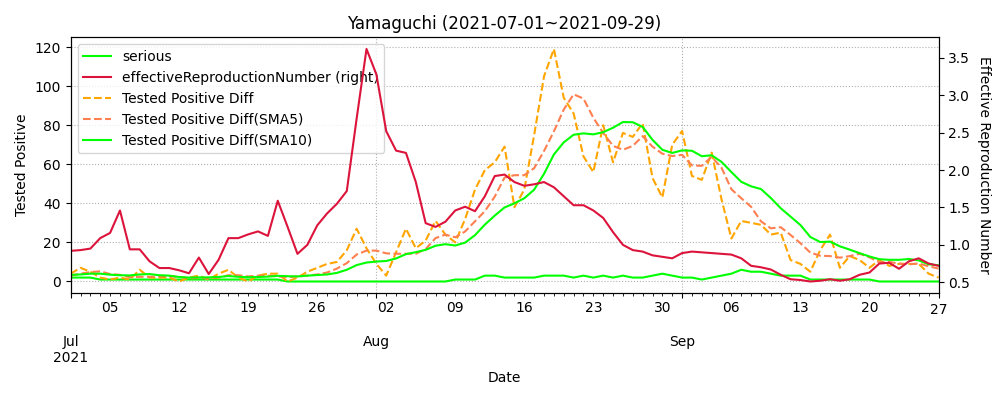 Yamaguchi (2021-07-01~2021-09-29)
serious
effectiveReproductionNumber (right)
Tested Positive Diff
Tested Positive Diff(SMA5)
Tested Positive Diff(SMA10)
Tested Positive
120
100
80
60
40
20
0
3.5
3.0
2.5
2.0
1.5
1.0
0.5
Effective Reproduction Number
05 12 19 26 02 09 16 23 30 06 13 20 27
Jul Aug Sep
2021
Date